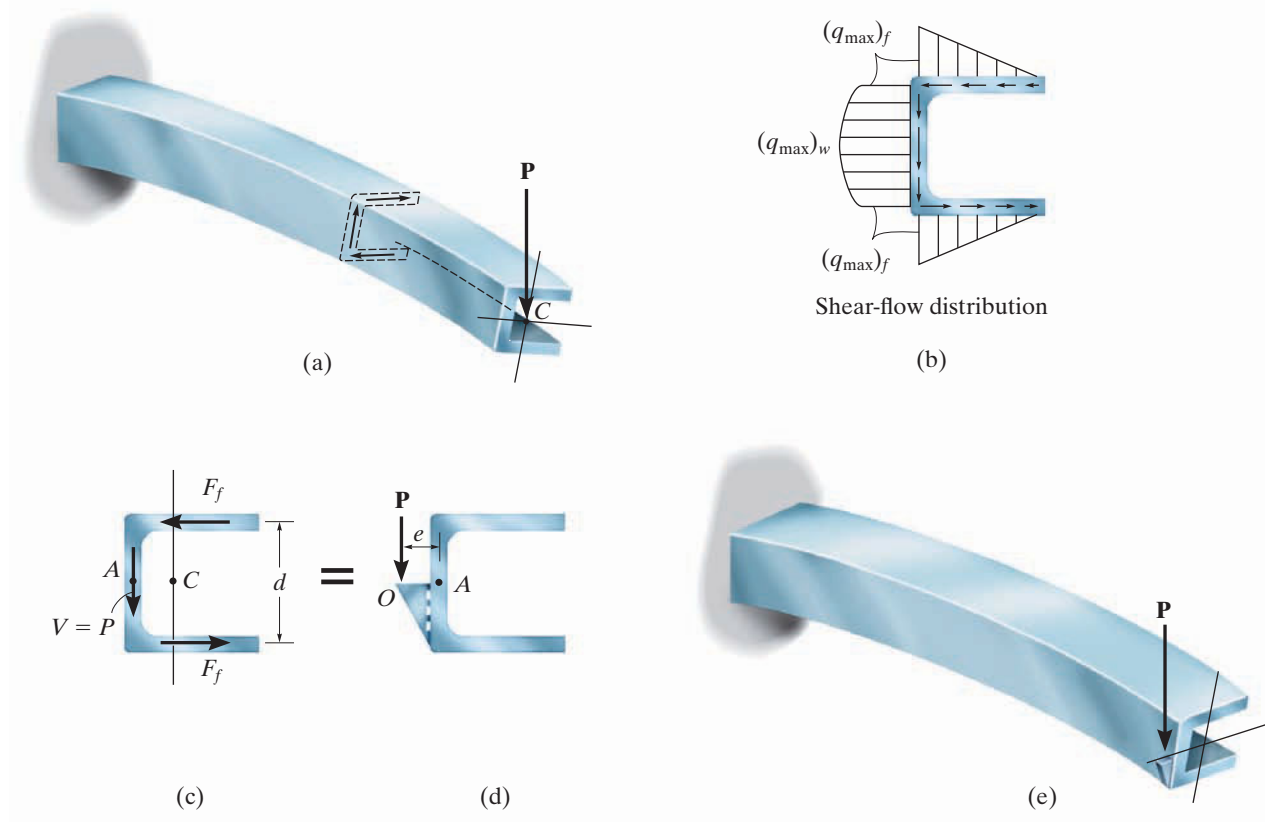 P
C
(a)
(q_max)_f
(q_max)_w
(q_max)_f
Shear-flow distribution
(b)
F_f
A
C
d
V = P
F_f
(c)
=
P
e
O
A
(d)
P
(e)